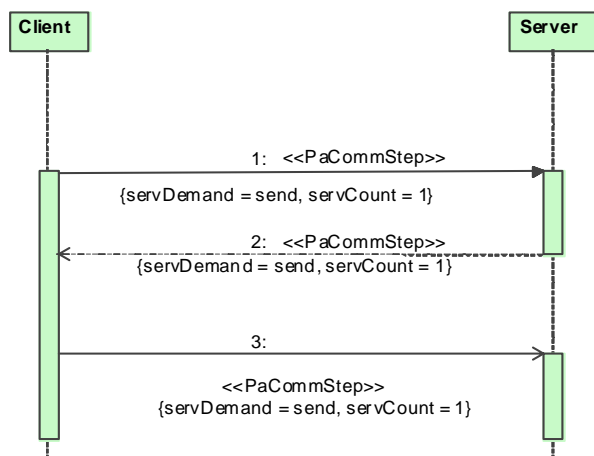 Client
Server
1: <<PaCommStep>>
{servDemand = send, servCount = 1}
2: <<PaCommStep>>
{servDemand = send, servCount = 1}
3:
<<PaCommStep>>
{servDemand = send, servCount = 1}